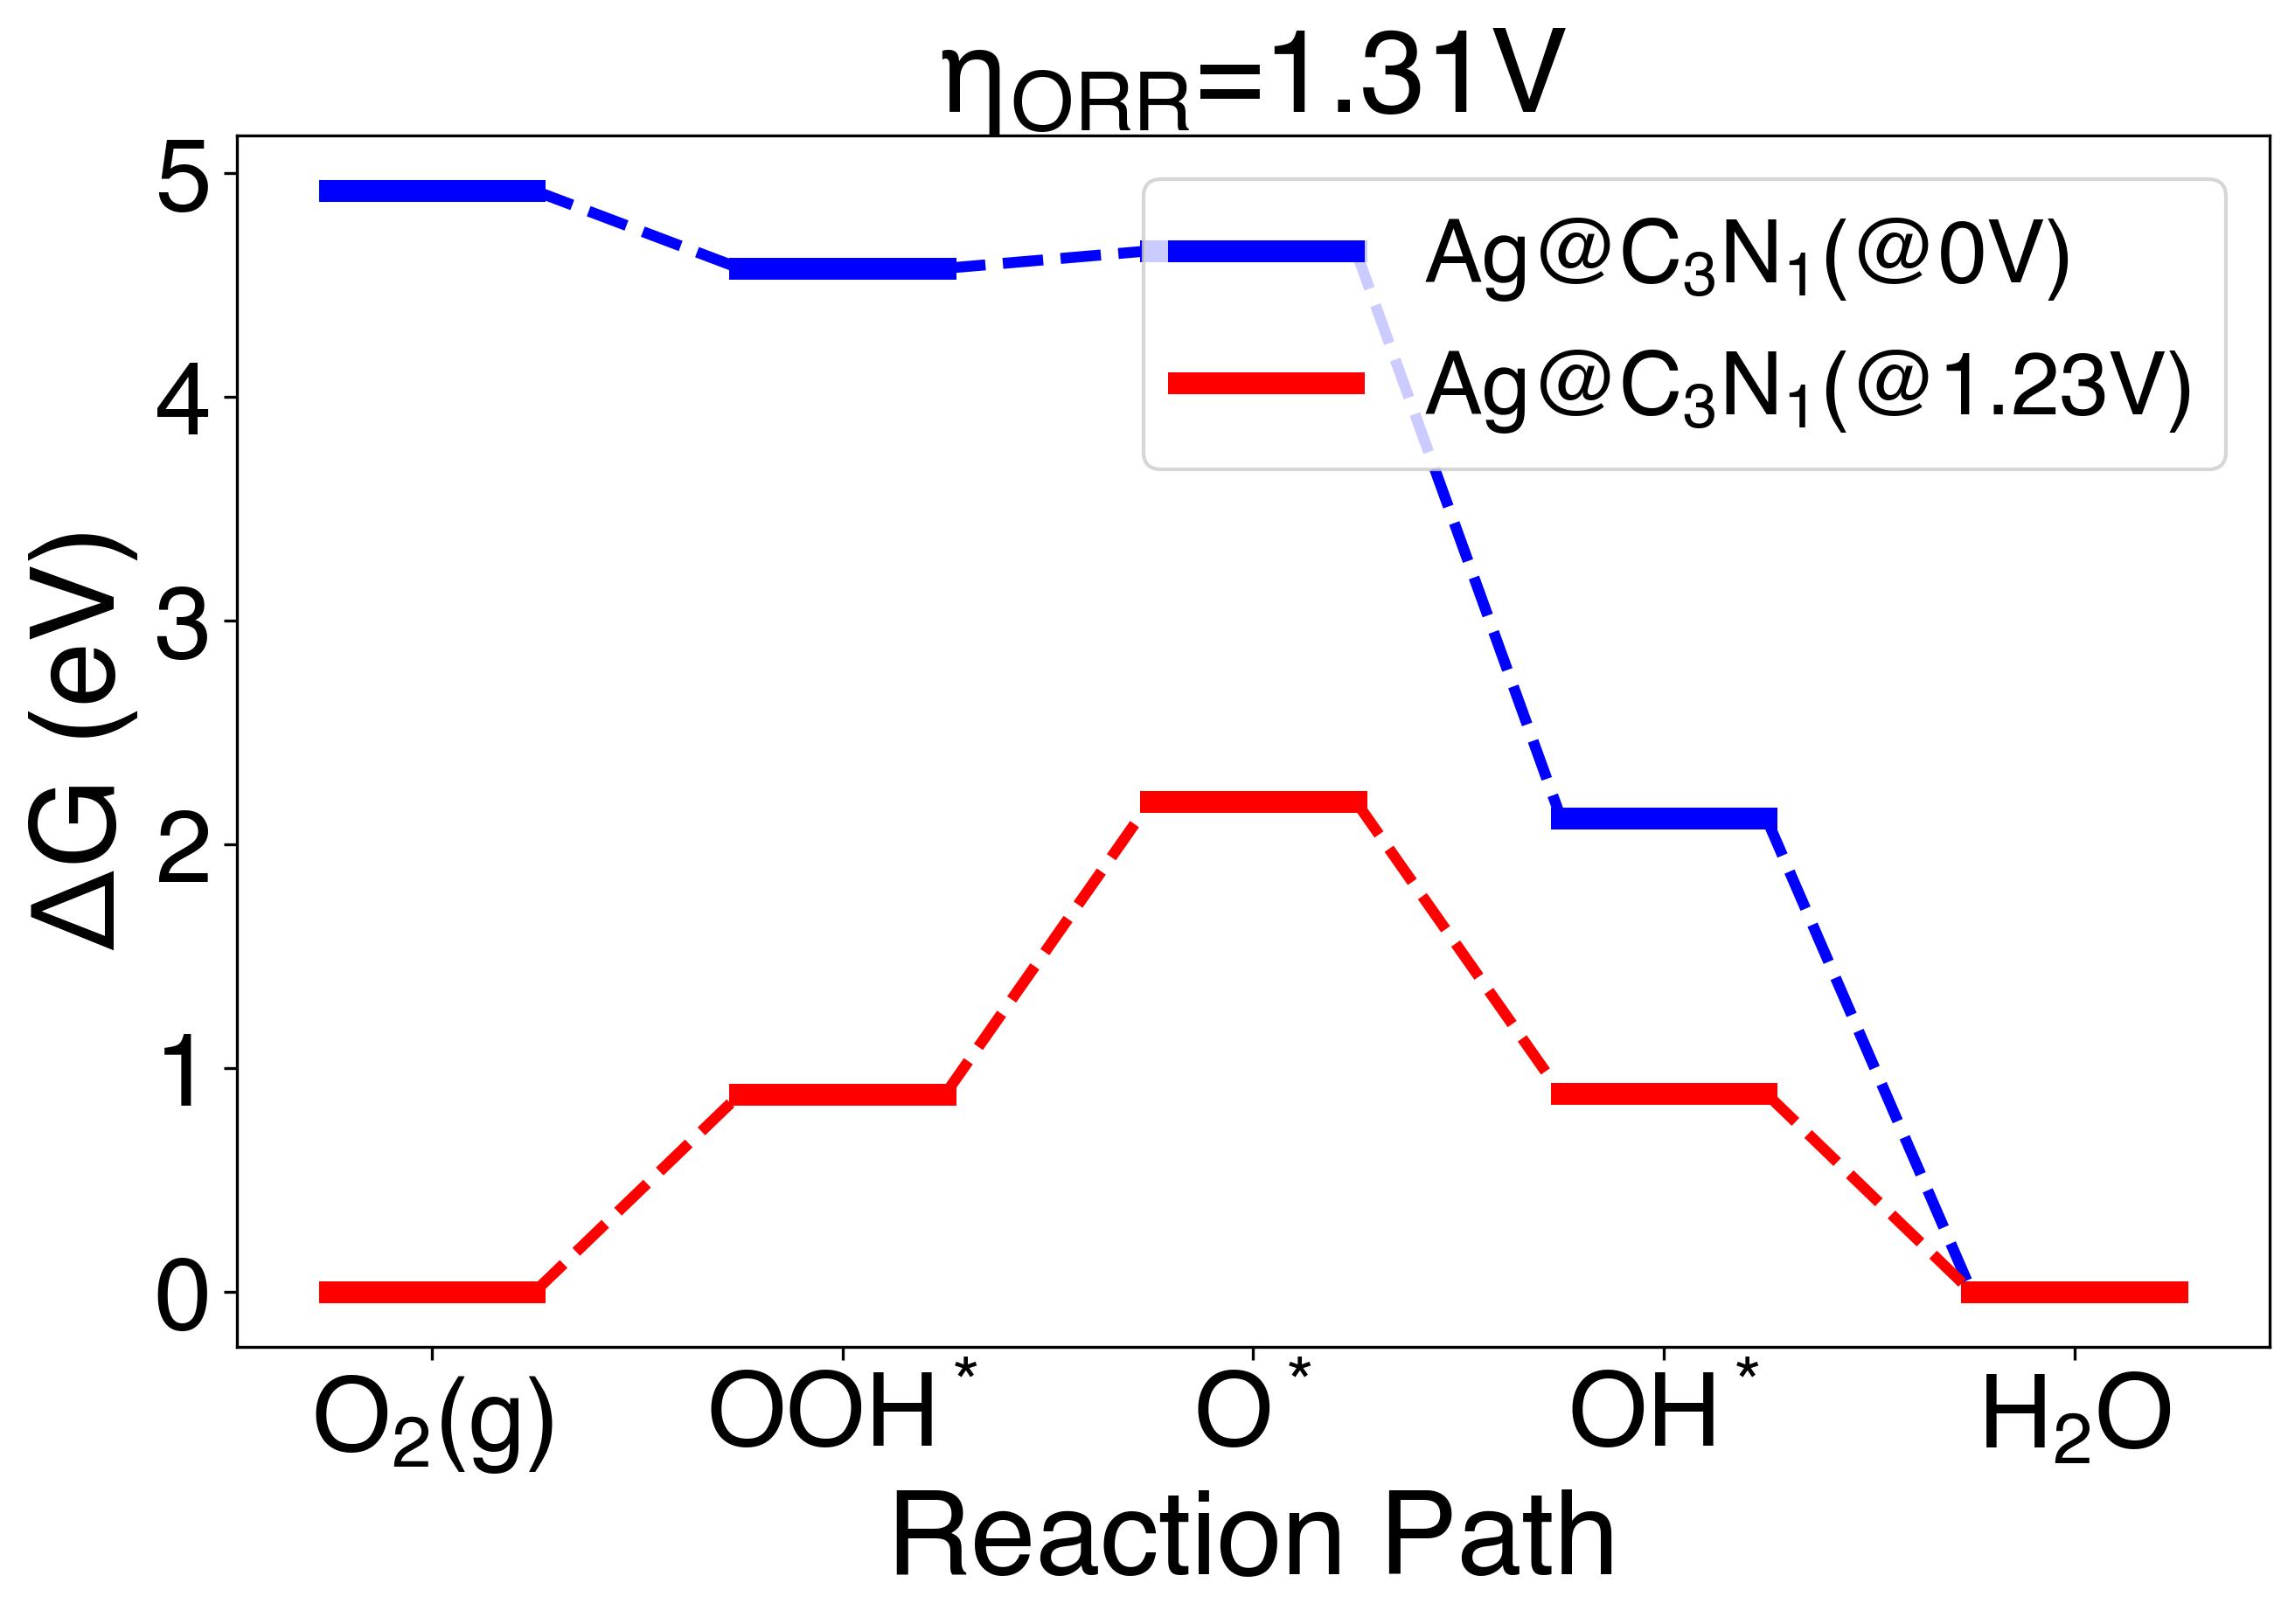 η_ORR=1.31V
Ag@C₃N₁(@0V)
Ag@C₃N₁(@1.23V)
ΔG (eV)
5
4
3
2
1
0
O₂(g) OOH* O* OH* H₂O
Reaction Path